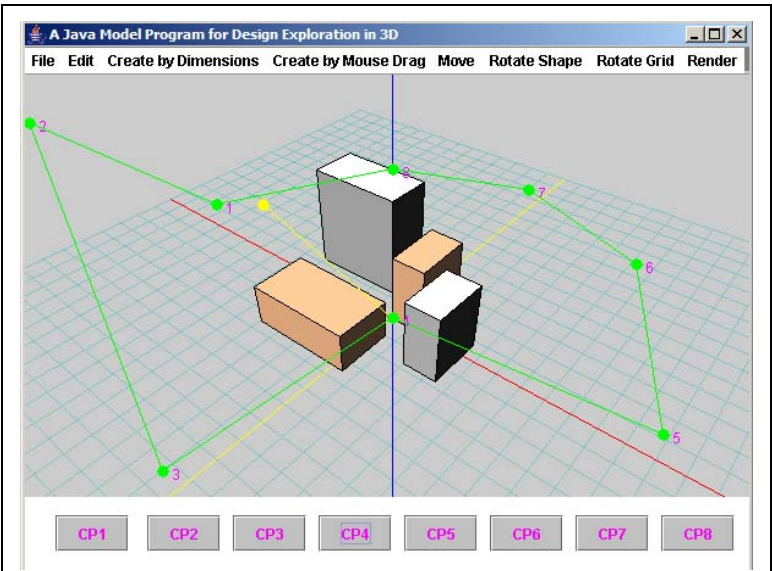 A Java Model Program for Design Exploration in 3D
File Edit Create by Dimensions Create by Mouse Drag Move Rotate Shape Rotate Grid Render
2
1
8
7
6
4
5
3
CP1 CP2 CP3 CP4 CP5 CP6 CP7 CP8